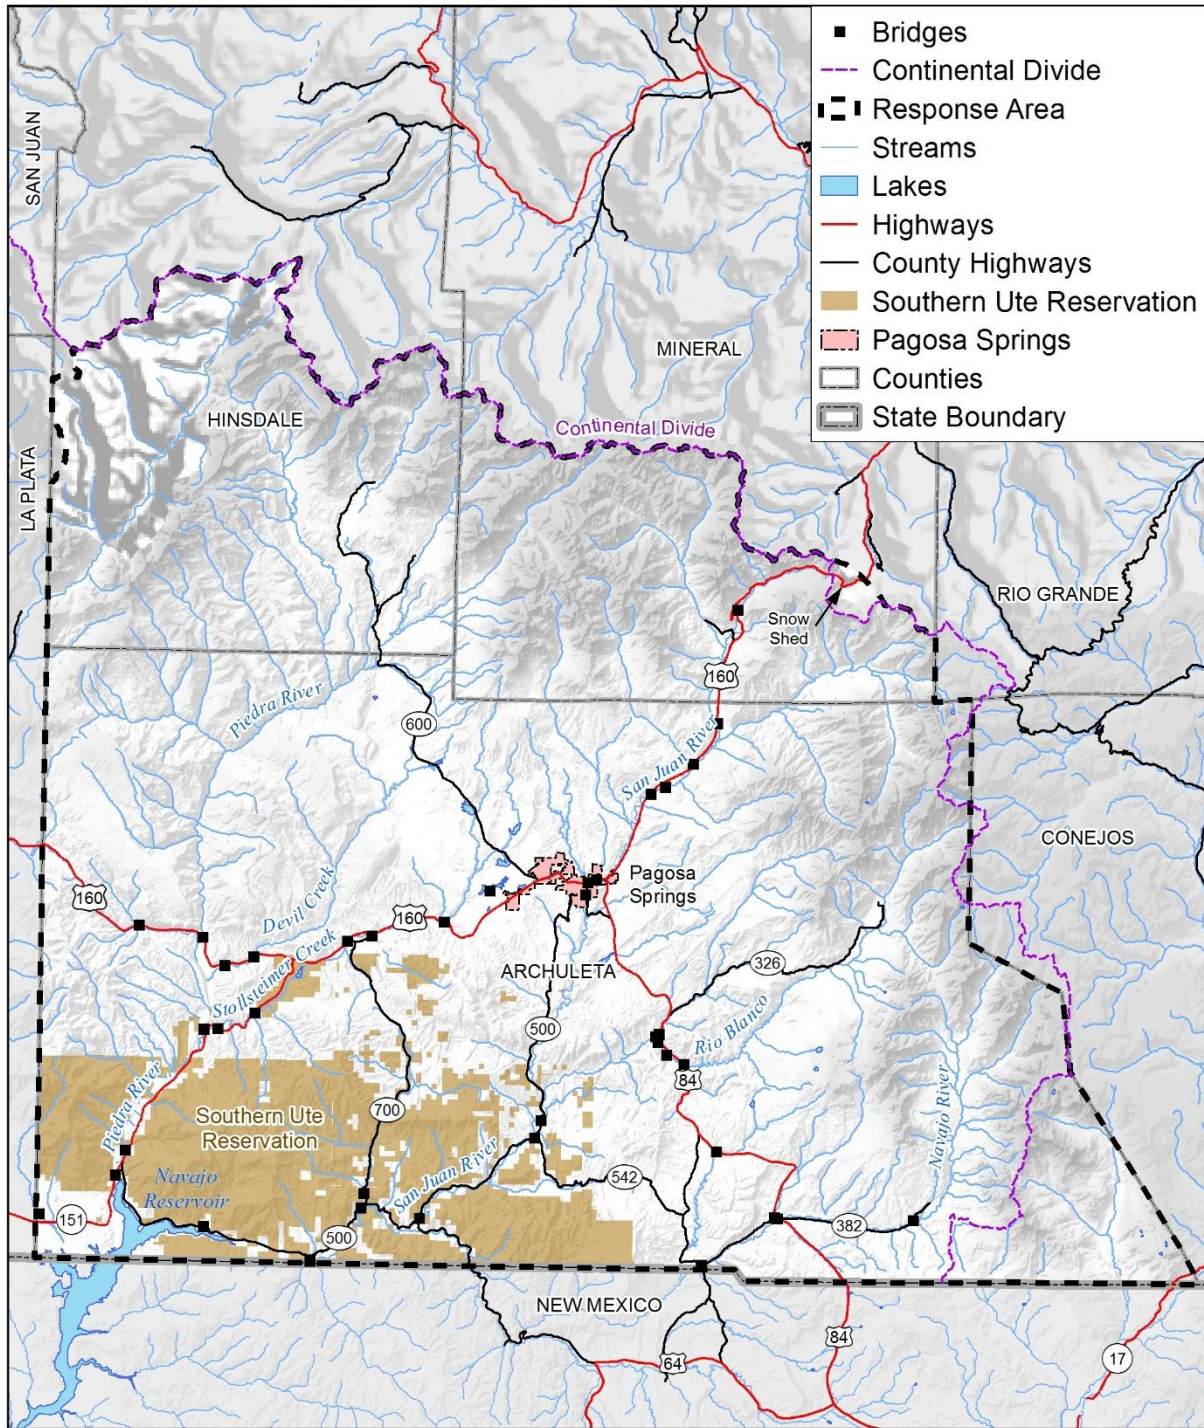 Bridges
Continental Divide
Response Area
Streams
Lakes
Highways
County Highways
Southern Ute Reservation
Pagosa Springs
Counties
State Boundary
SAN JUAN
MINERAL
HINSDALE
Continental Divide
LA PLATA
RIO GRANDE
Snow
Shed
160
Piedra River
600
San Juan River
CONEJOS
Pagosa
Springs
160
Devil Creek
160
Stollsteimer Creek
ARCHULETA
326
500
Rio Blanco
84
Piedra River
700
Southern Ute
Reservation
Navajo River
San Juan River
Navajo
Reservoir
542
151
500
382
NEW MEXICO
84
64
17